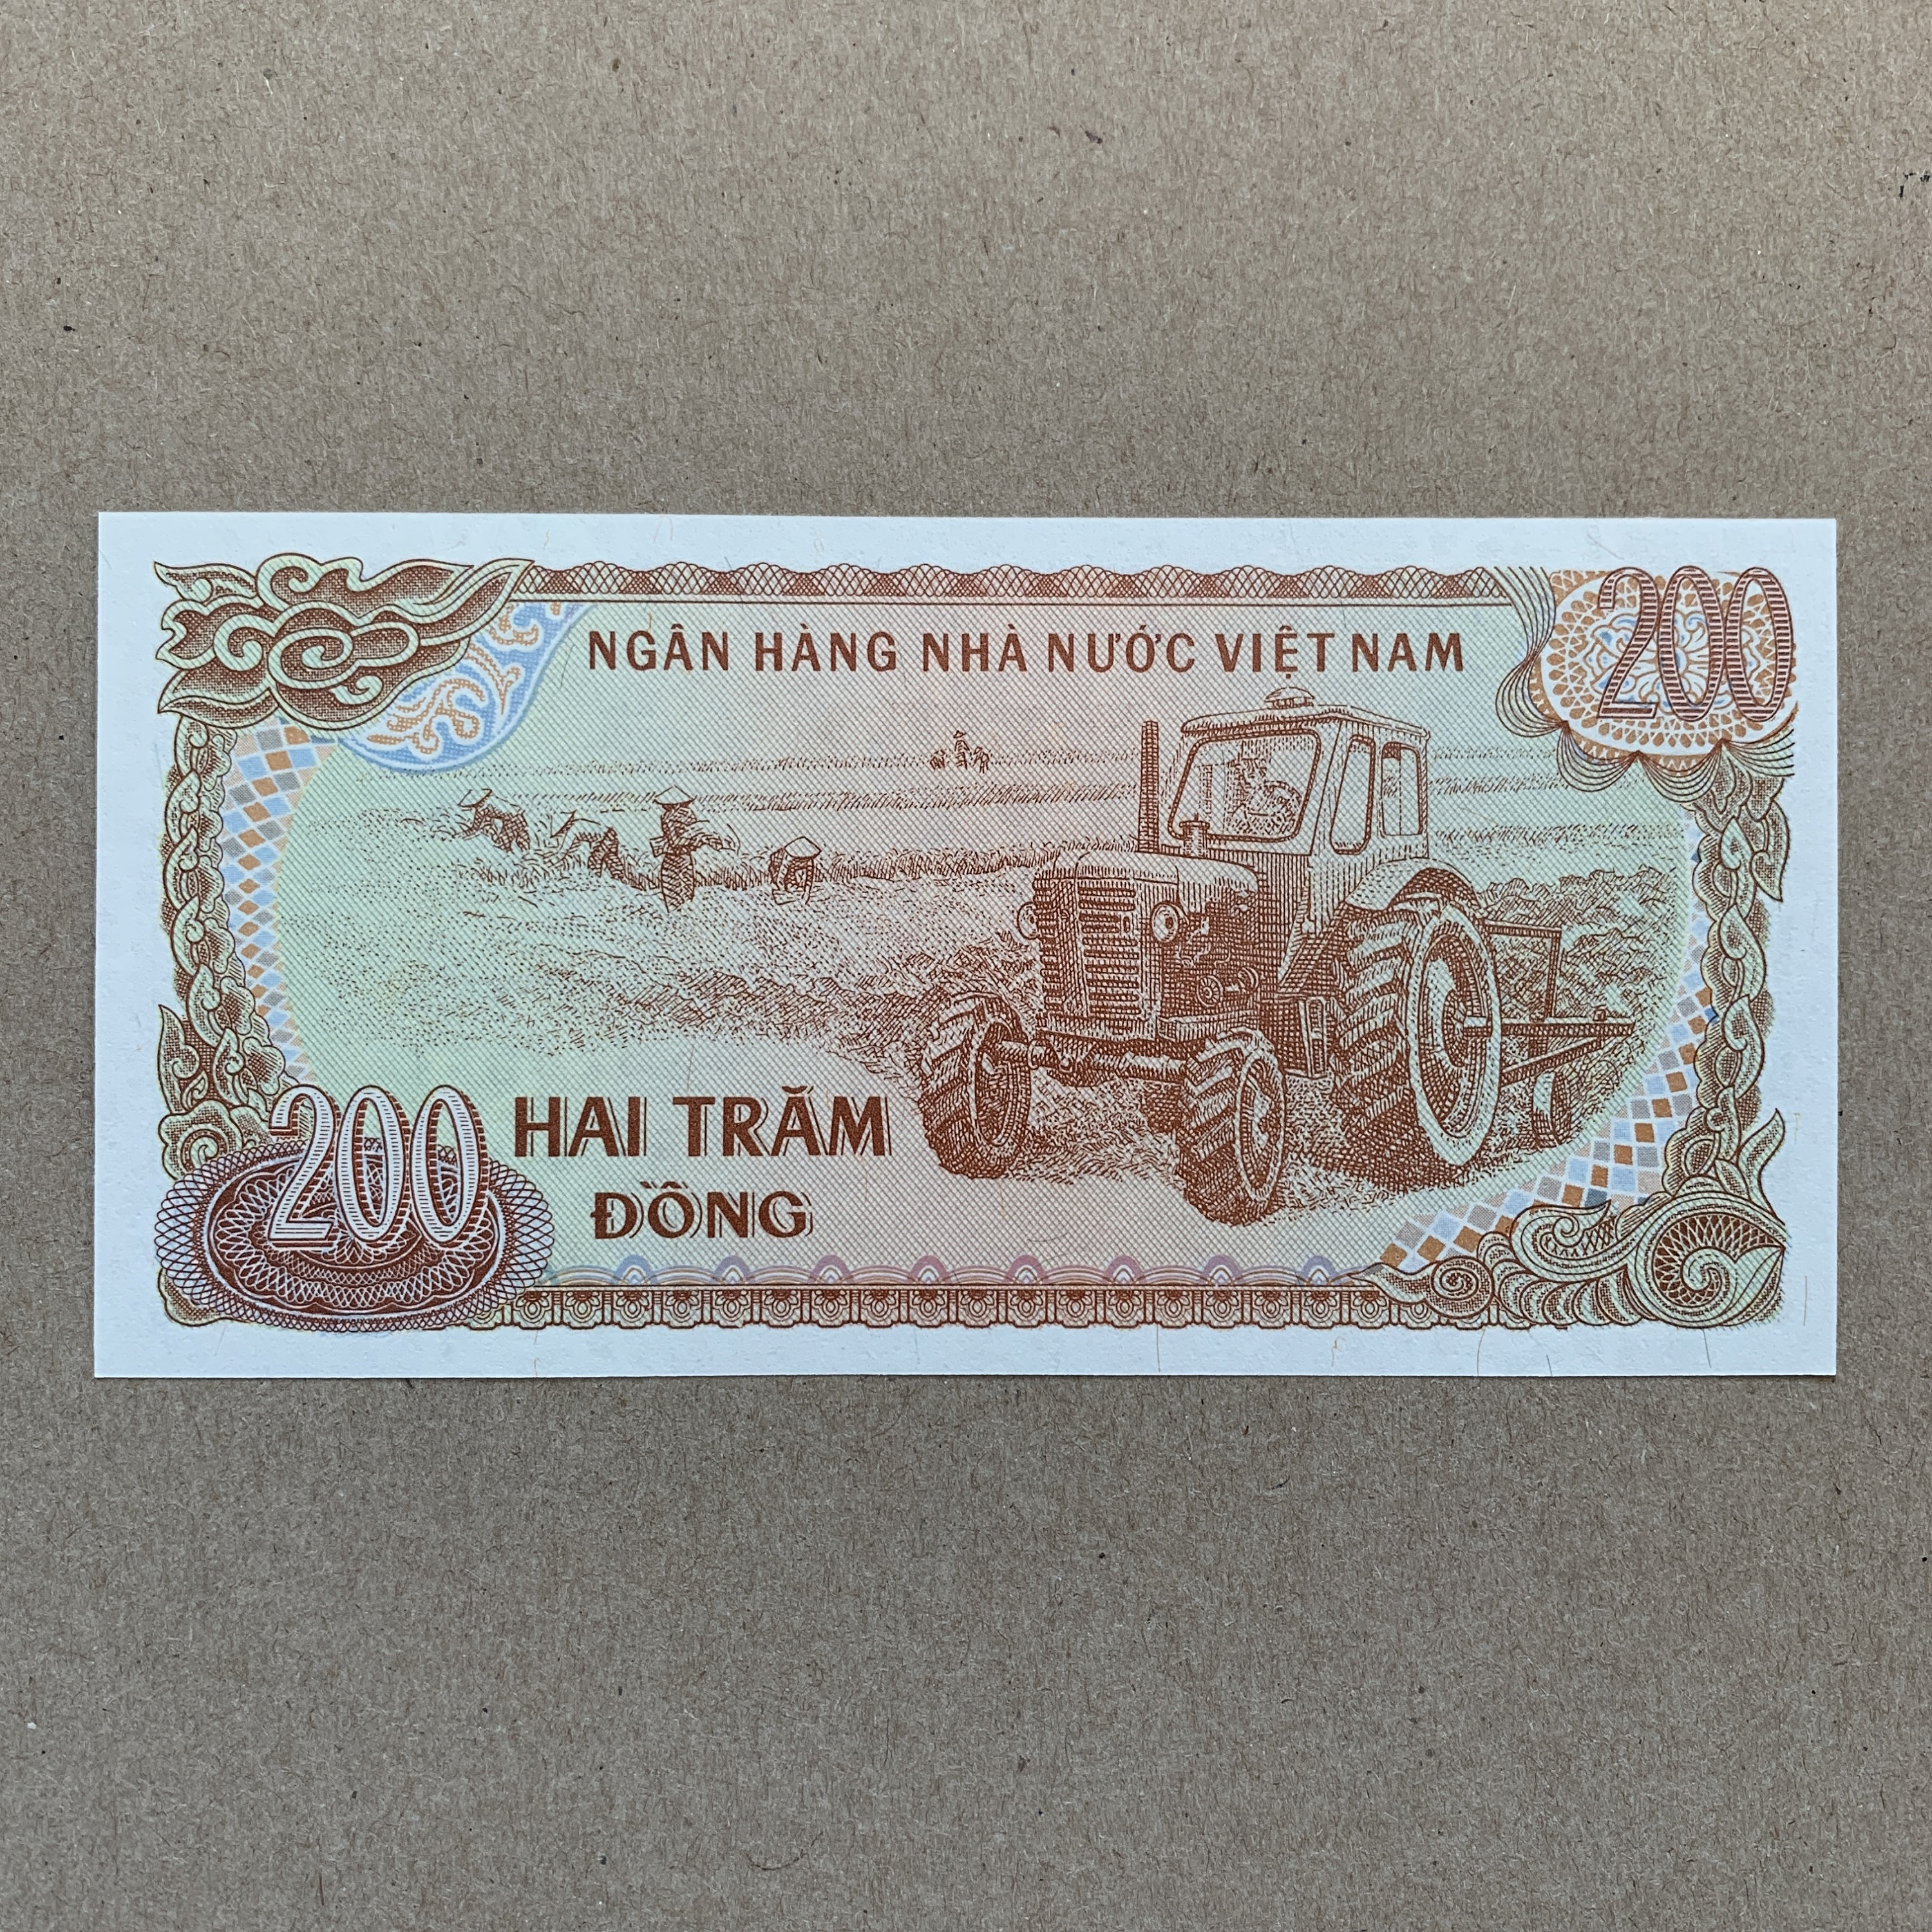 NGÂN HÀNG NHÀ NƯỚC VIỆT NAM
200
200
HAI TRĂM
ĐỒNG